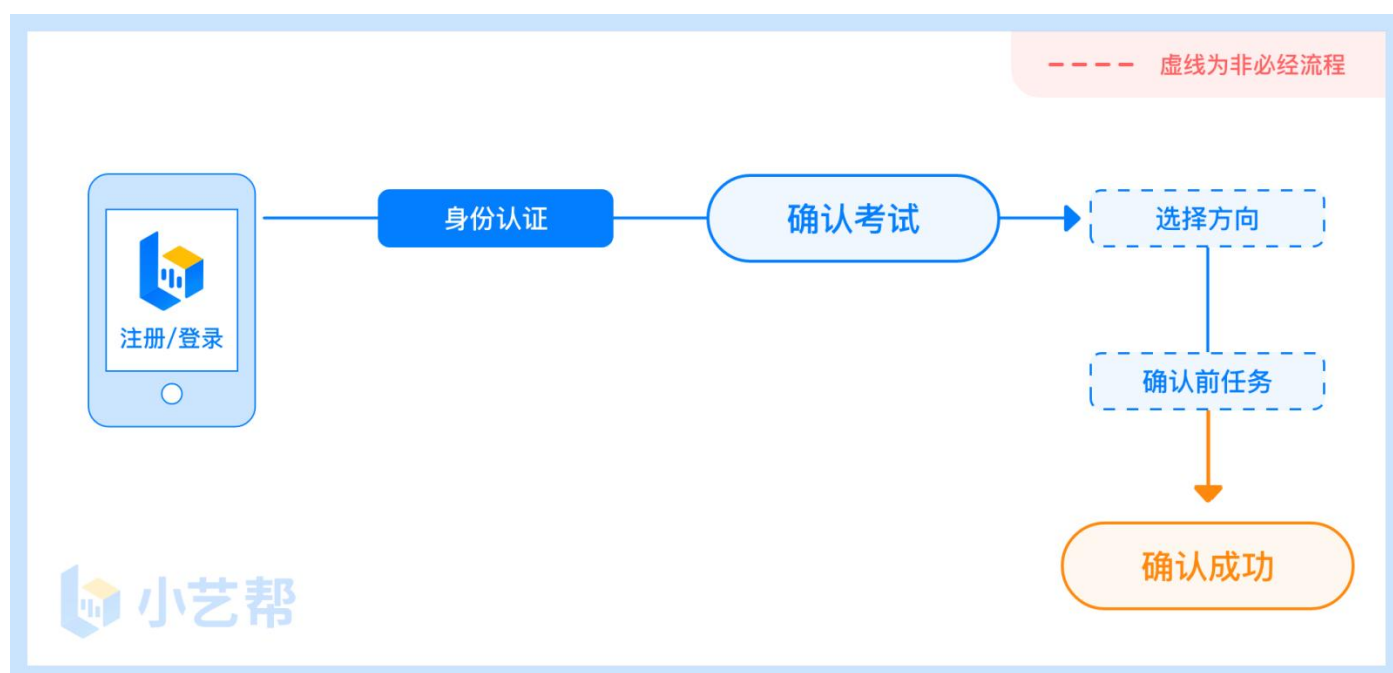 虚线为非必经流程
身份认证
确认考试
选择方向
注册/登录
确认前任务
确认成功
小艺帮